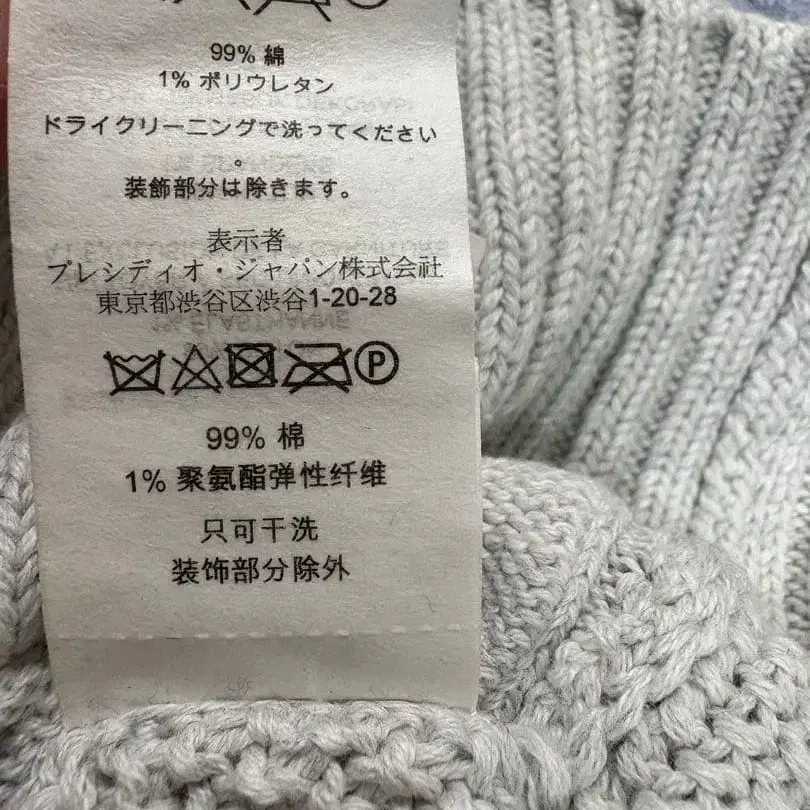 99% 綿
1% ポリウレタン
ドライクリーニングで洗ってください
。
装飾部分は除きます。
表示者
プレシディオ・ジャパン株式会社
東京都渋谷区渋谷1-20-28
P
99% 棉
1% 聚氨酯弹性纤维
只可干洗
装饰部分除外